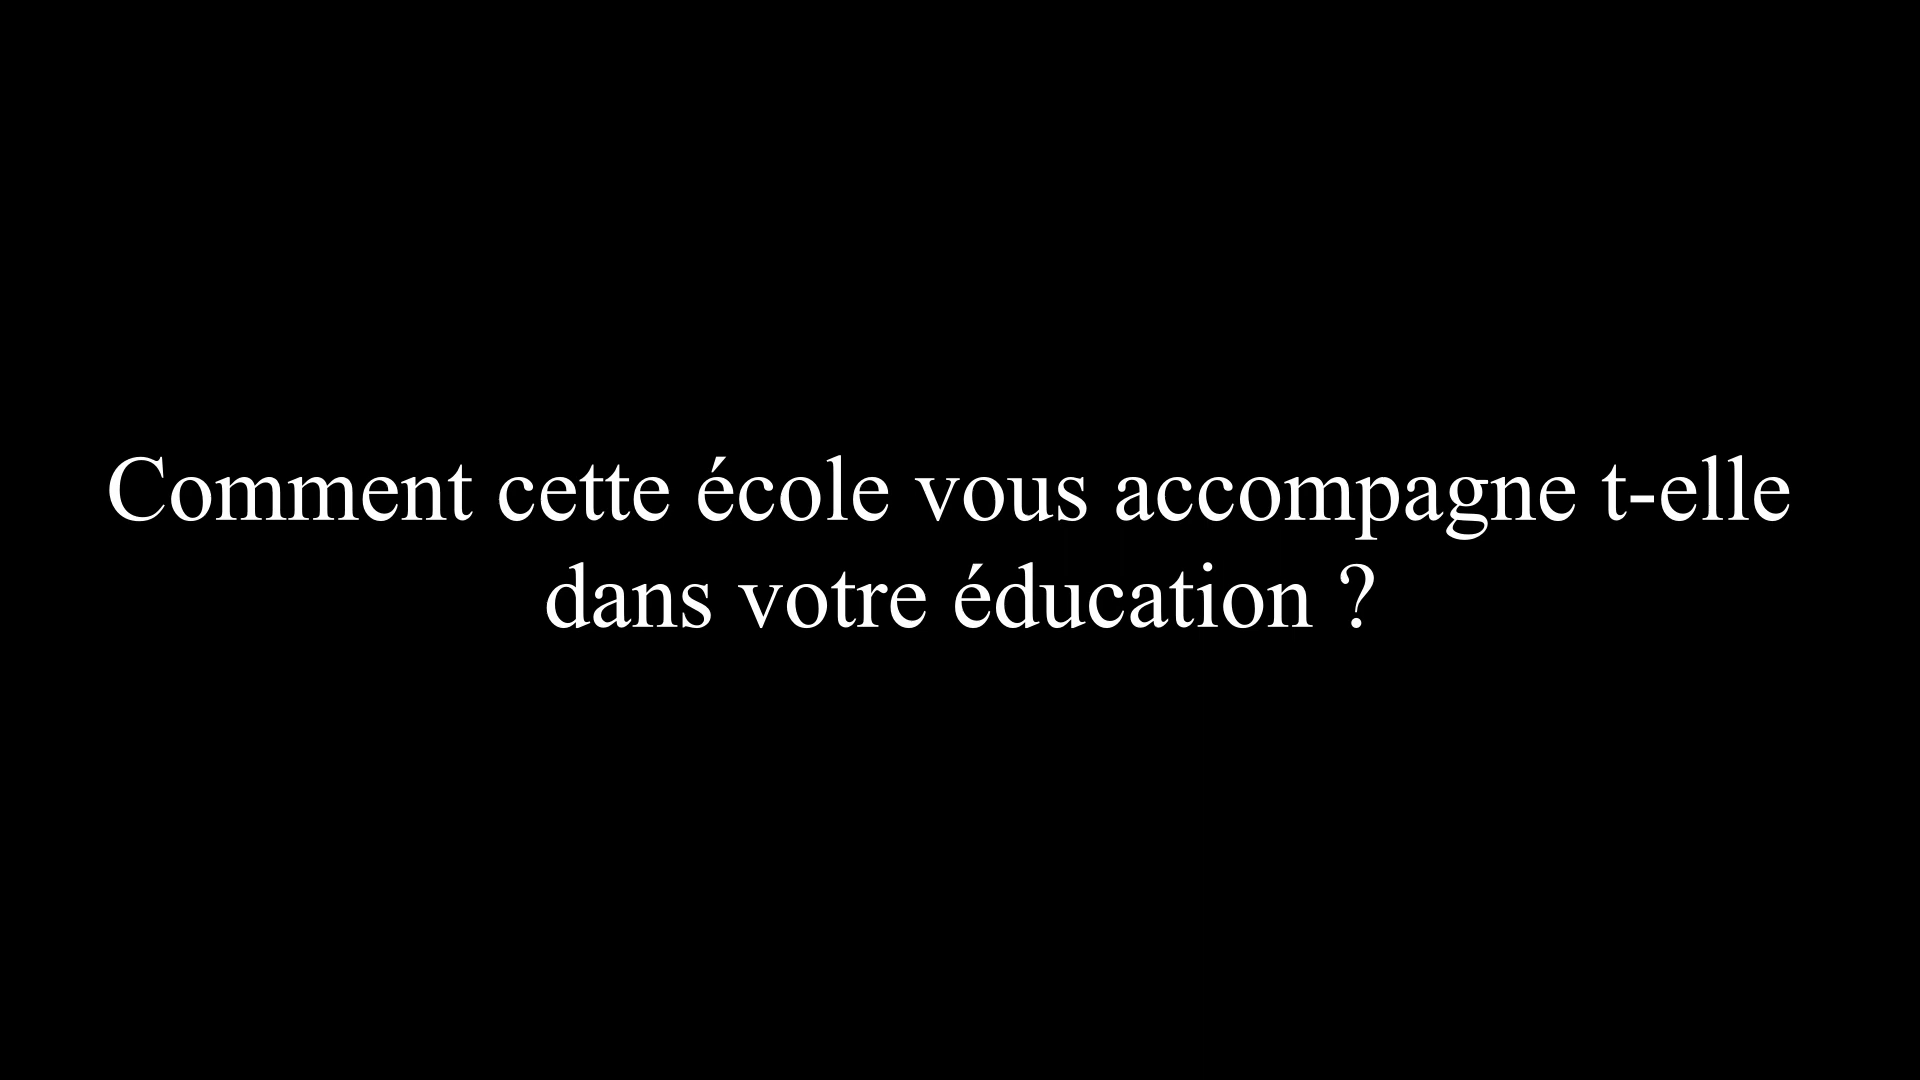 Comment cette école vous accompagne t-elle
dans votre éducation ?